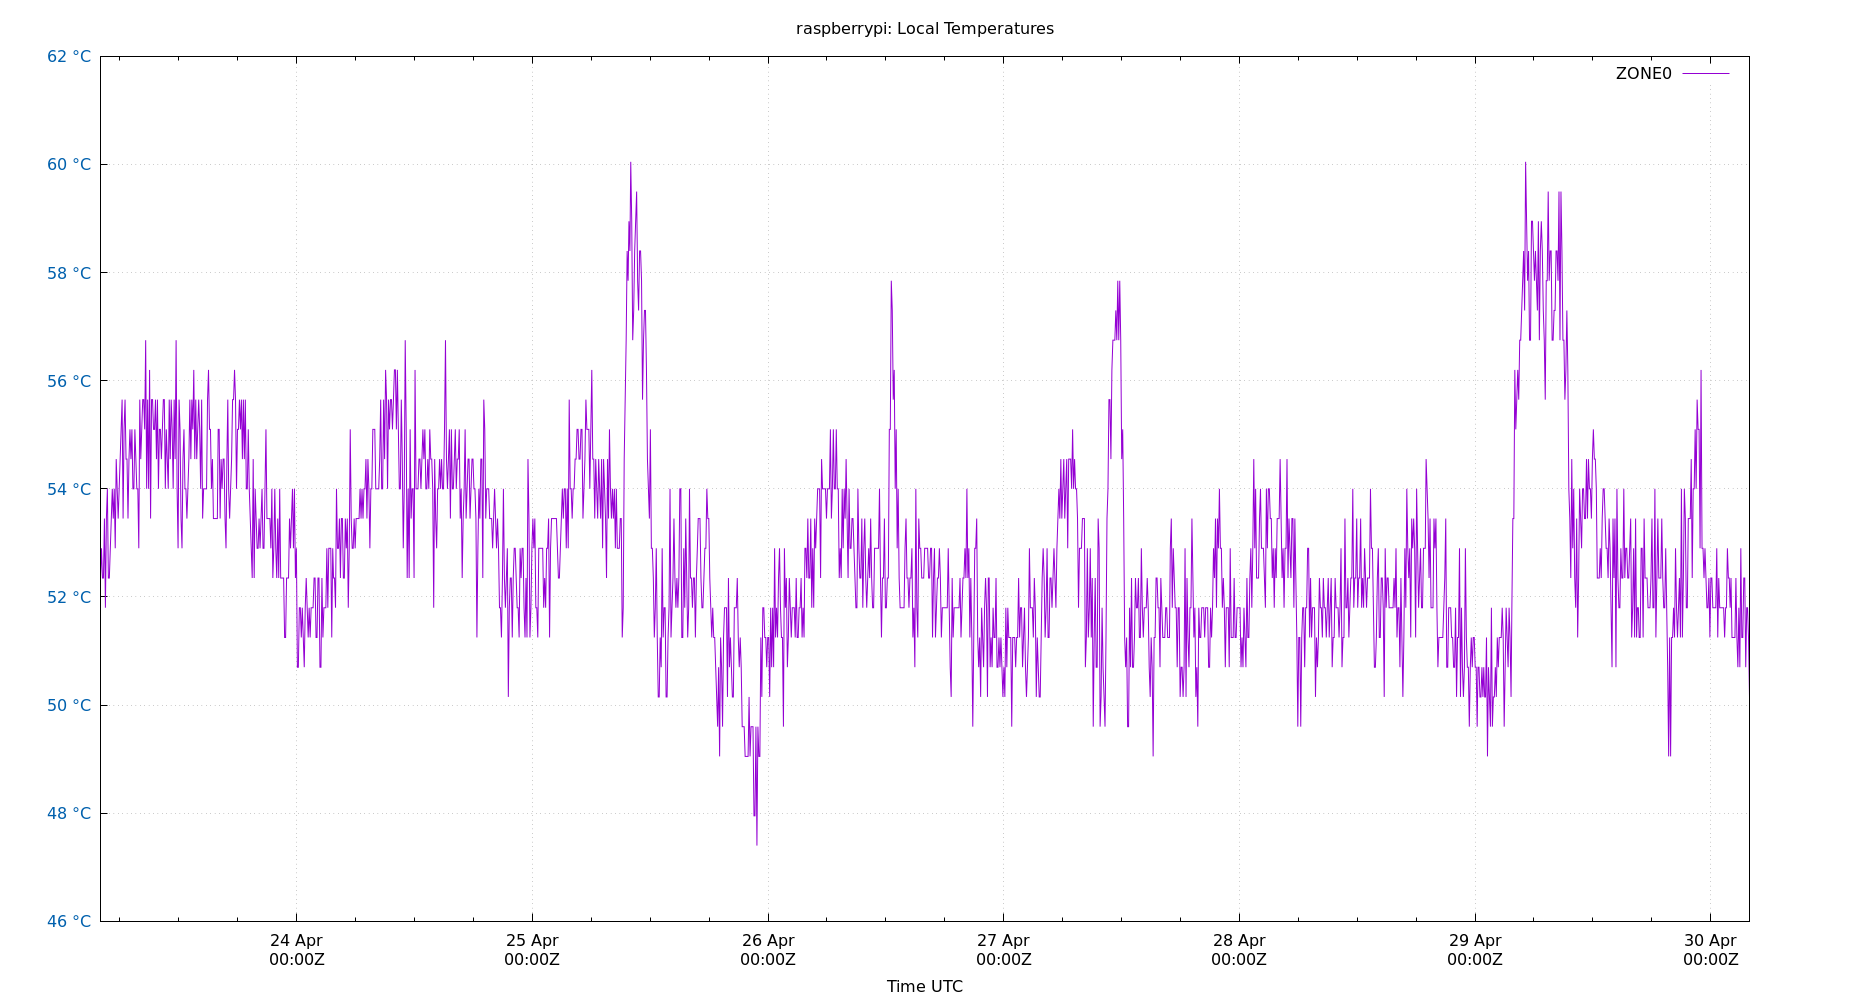 raspberrypi: Local Temperatures
62 °C
ZONE0
60 °C
58 °C
56 °C
54 °C
52 °C
50 °C
48 °C
46 °C
24 Apr 25 Apr 26 Apr 27 Apr 28 Apr 29 Apr 30 Apr
00:00Z 00:00Z 00:00Z 00:00Z 00:00Z 00:00Z 00:00Z
Time UTC